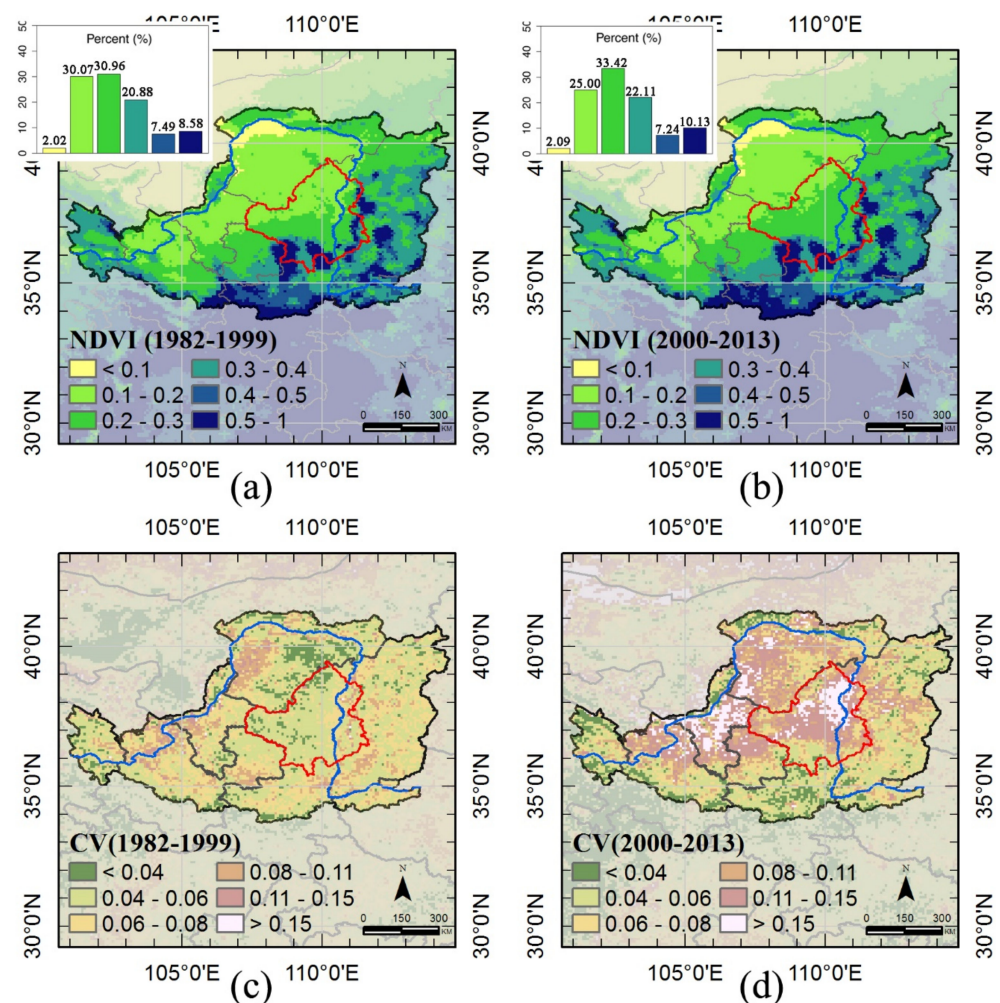 105°0'E 110°0'E 105°0'E 110°0'E
Percent (%)
50
40
30
20
10
0
2.02 30.07 30.96 20.88 7.49 8.58
Percent (%)
50
40
30
20
10
0
2.09 25.00 33.42 22.11 7.24 10.13
40°0'N 35°0'N 30°0'N
40°0'N 35°0'N 30°0'N
40°0'N 35°0'N 30°0'N
40°0'N 35°0'N 30°0'N
NDVI (1982-1999)
< 0.1 0.3 - 0.4
0.1 - 0.2 0.4 - 0.5
0.2 - 0.3 0.5 - 1
N
0 150 300
KM
NDVI (2000-2013)
< 0.1 0.3 - 0.4
0.1 - 0.2 0.4 - 0.5
0.2 - 0.3 0.5 - 1
N
0 150 300
KM
105°0'E 110°0'E 105°0'E 110°0'E
(a) (b)
105°0'E 110°0'E 105°0'E 110°0'E
40°0'N 35°0'N 30°0'N
40°0'N 35°0'N 30°0'N
40°0'N 35°0'N 30°0'N
40°0'N 35°0'N 30°0'N
CV(1982-1999)
< 0.04 0.08 - 0.11
0.04 - 0.06 0.11 - 0.15
0.06 - 0.08 > 0.15
N
0 150 300
KM
CV(2000-2013)
< 0.04 0.08 - 0.11
0.04 - 0.06 0.11 - 0.15
0.06 - 0.08 > 0.15
N
0 150 300
KM
105°0'E 110°0'E 105°0'E 110°0'E
(c) (d)